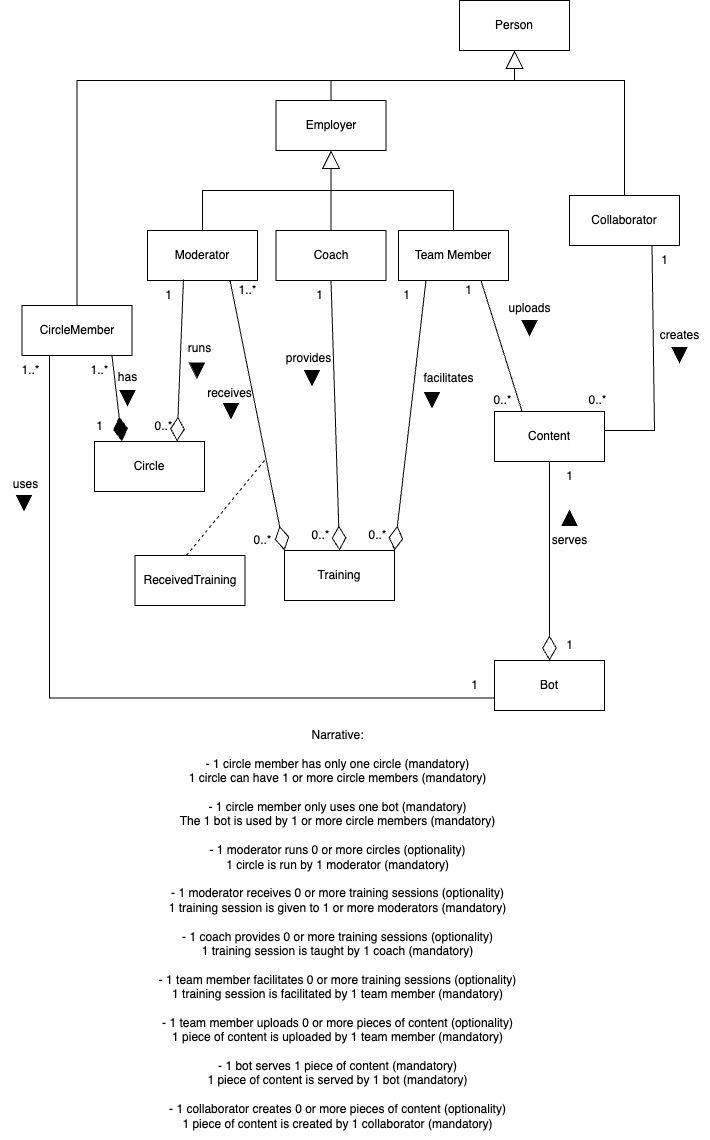 Person
Employer
Collaborator
Moderator
Coach
Team Member
1
1
1..*
1
1
1
uploads
CircleMember
creates
runs
provides
1..*
1..*
has
facilitates
receives
0..*
0..*
1
0..*
Content
Circle
1
uses
0..*
0..*
0..*
serves
ReceivedTraining
Training
1
1
Bot
Narrative:
- 1 circle member has only one circle (mandatory)
1 circle can have 1 or more circle members (mandatory)
- 1 circle member only uses one bot (mandatory)
The 1 bot is used by 1 or more circle members (mandatory)
- 1 moderator runs 0 or more circles (optionality)
1 circle is run by 1 moderator (mandatory)
- 1 moderator receives 0 or more training sessions (optionality)
1 training session is given to 1 or more moderators (mandatory)
- 1 coach provides 0 or more training sessions (optionality)
1 training session is taught by 1 coach (mandatory)
- 1 team member facilitates 0 or more training sessions (optionality)
1 training session is facilitated by 1 team member (mandatory)
- 1 team member uploads 0 or more pieces of content (optionality)
1 piece of content is uploaded by 1 team member (mandatory)
- 1 bot serves 1 piece of content (mandatory)
1 piece of content is served by 1 bot (mandatory)
- 1 collaborator creates 0 or more pieces of content (optionality)
1 piece of content is created by 1 collaborator (mandatory)